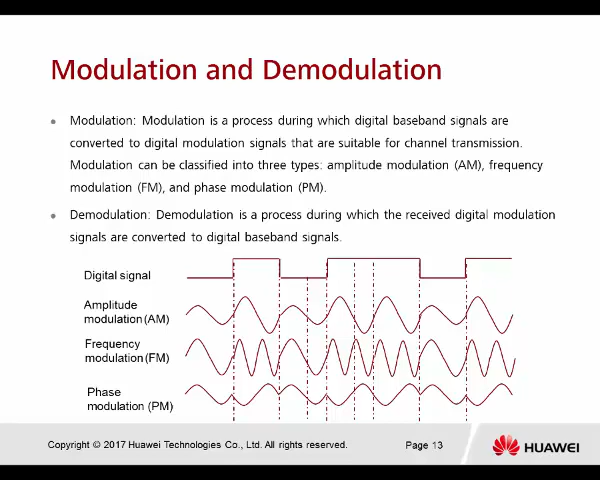 Modulation and Demodulation
• Modulation: Modulation is a process during which digital baseband signals are
converted to digital modulation signals that are suitable for channel transmission.
Modulation can be classified into three types: amplitude modulation (AM), frequency
modulation (FM), and phase modulation (PM).
• Demodulation: Demodulation is a process during which the received digital modulation
signals are converted to digital baseband signals.
Digital signal
Amplitude
modulation (AM)
Frequency
modulation (FM)
Phase
modulation (PM)
Copyright © 2017 Huawei Technologies Co., Ltd. All rights reserved.
Page 13
HUAWEI